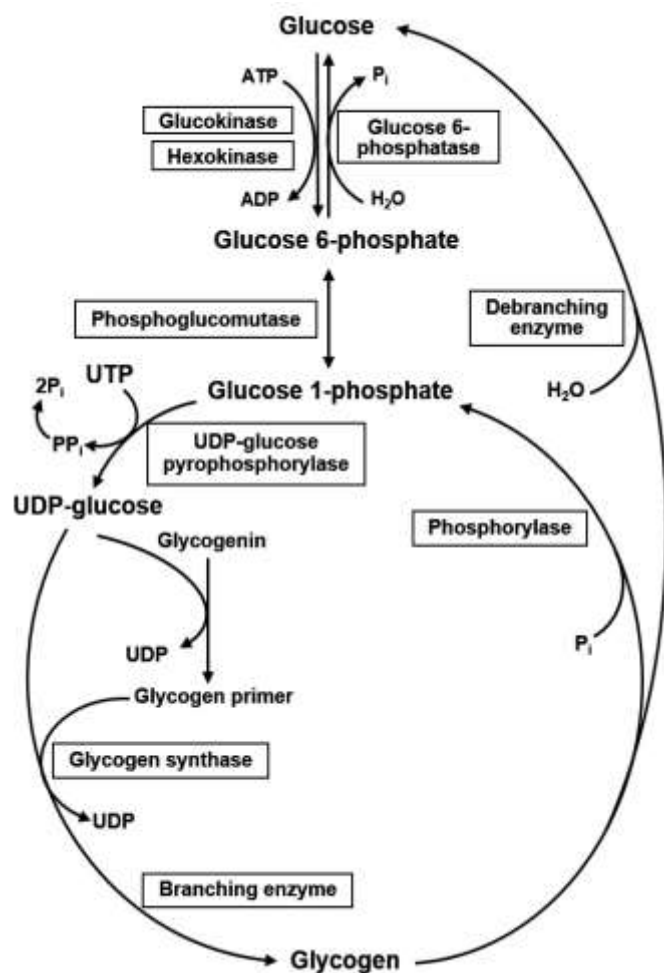 Glucose
ATP
Pi
Glucokinase
Hexokinase
Glucose 6-
phosphatase
ADP
H2O
Glucose 6-phosphate
Phosphoglucomutase
Debranching
enzyme
H2O
UTP
2Pi
Glucose 1-phosphate
PPi
UDP-glucose
pyrophosphorylase
UDP-glucose
Phosphorylase
Glycogenin
UDP
Pi
Glycogen primer
Glycogen synthase
UDP
Branching enzyme
Glycogen